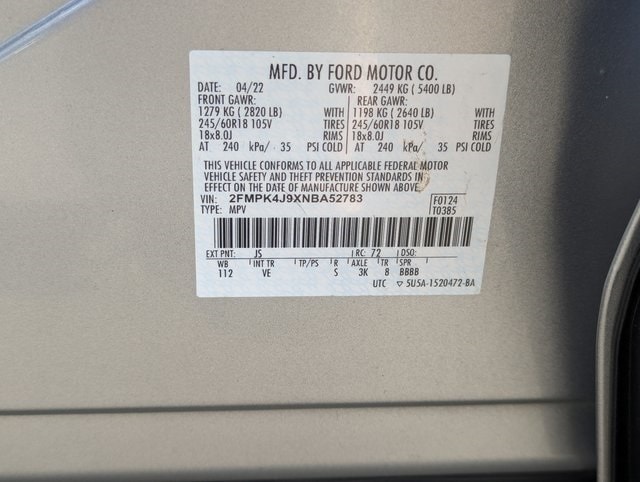 MFD. BY FORD MOTOR CO.
DATE: 04/22 GVWR: 2449 KG ( 5400 LB)
FRONT GAWR: REAR GAWR:
1279 KG ( 2820 LB) WITH 1198 KG ( 2640 LB) WITH
245/60R18 105V TIRES 245/60R18 105V TIRES
18x8.0J RIMS 18x8.0J RIMS
AT 240 kPa/ 35 PSI COLD AT 240 kPa/ 35 PSI COLD
THIS VEHICLE CONFORMS TO ALL APPLICABLE FEDERAL MOTOR
VEHICLE SAFETY AND THEFT PREVENTION STANDARDS IN
EFFECT ON THE DATE OF MANUFACTURE SHOWN ABOVE.
VIN: 2FMPK4J9XNBA52783 F0124
TYPE: MPV T0385
EXT PNT: JS RC: 72 DSO:
WB INT TR TP/PS R AXLE TR SPR
112 VE S 3K 8 BBBB
UTC ▽ 5U5A-1520472-BA